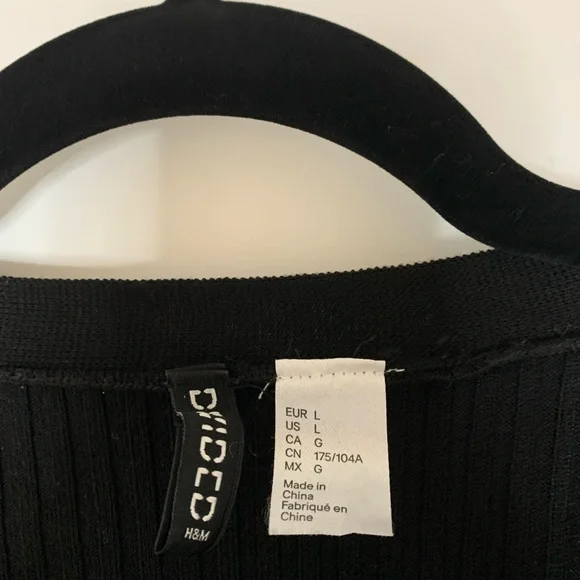 DIVIDED
H&M
EUR L
US L
CA G
CN 175/104A
MX G
Made in
China
Fabriqué en
Chine